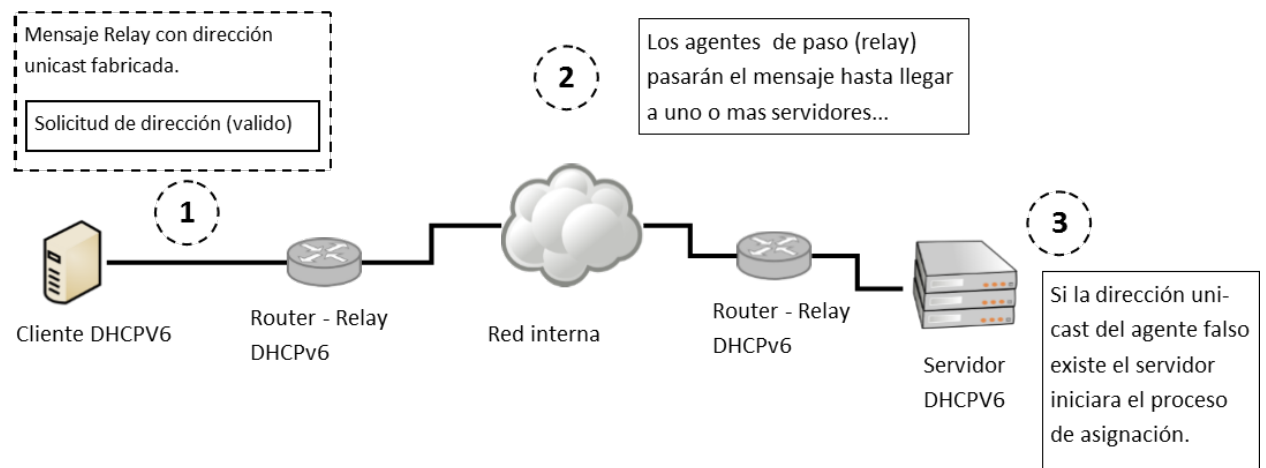 Mensaje Relay con dirección
unicast fabricada.
Solicitud de dirección (valido)
1
Cliente DHCPV6
Router - Relay
DHCPv6
2
Los agentes de paso (relay)
pasarán el mensaje hasta llegar
a uno o mas servidores...
Red interna
Router - Relay
DHCPv6
3
Servidor
DHCPV6
Si la dirección uni-
cast del agente falso
existe el servidor
iniciara el proceso
de asignación.